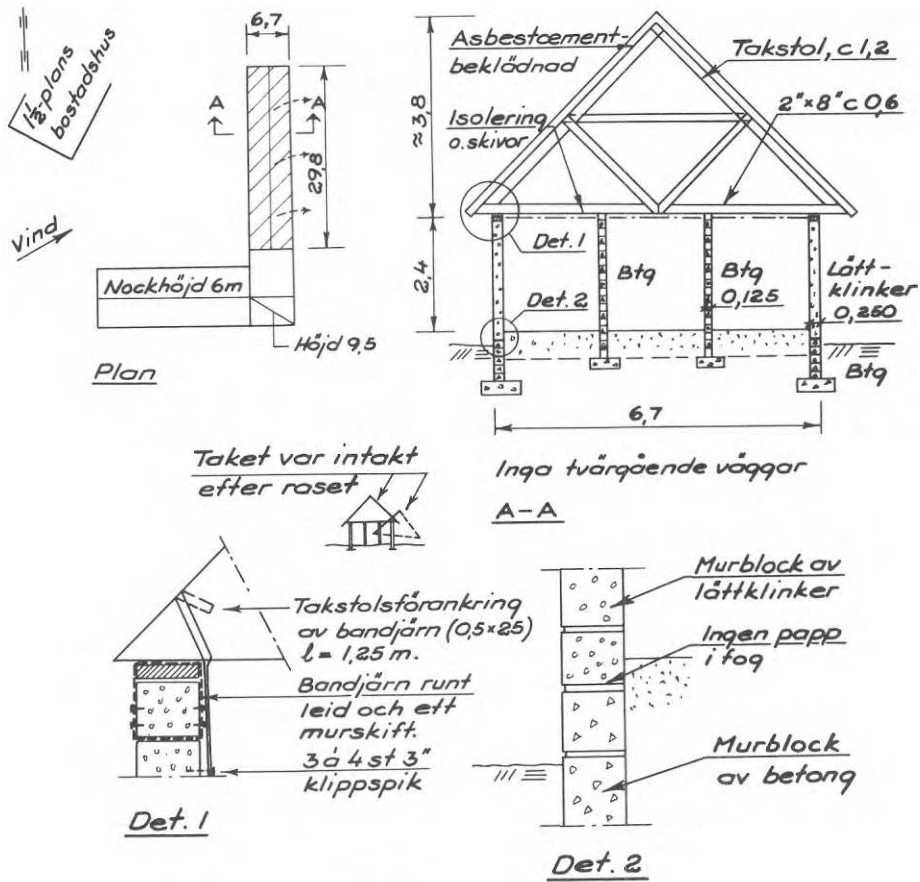 6,7
1½-plans
bostadshus
A
A
29,8
Vind
Nockhöjd 6m
Höjd 9,5
Plan
Asbestcement-
beklädnad
Takstol, c 1,2
2"×8" c 0,6
Isolering
o. skivor
≈3,8
Det. 1
2,4
Btg
Btg
0,125
Lätt-
klinker
0,250
Det. 2
Btg
6,7
Inga tvärgående väggar
A-A
Taket var intakt
efter raset
Takstolsförankring
av bandjärn (0,5×25)
l = 1,25 m.
Bandjärn runt
leid och ett
murskift.
3 à 4 st 3"
klippspik
Det. 1
Murblock av
lättklinker
Ingen papp
i fog
Murblock
av betong
Det. 2